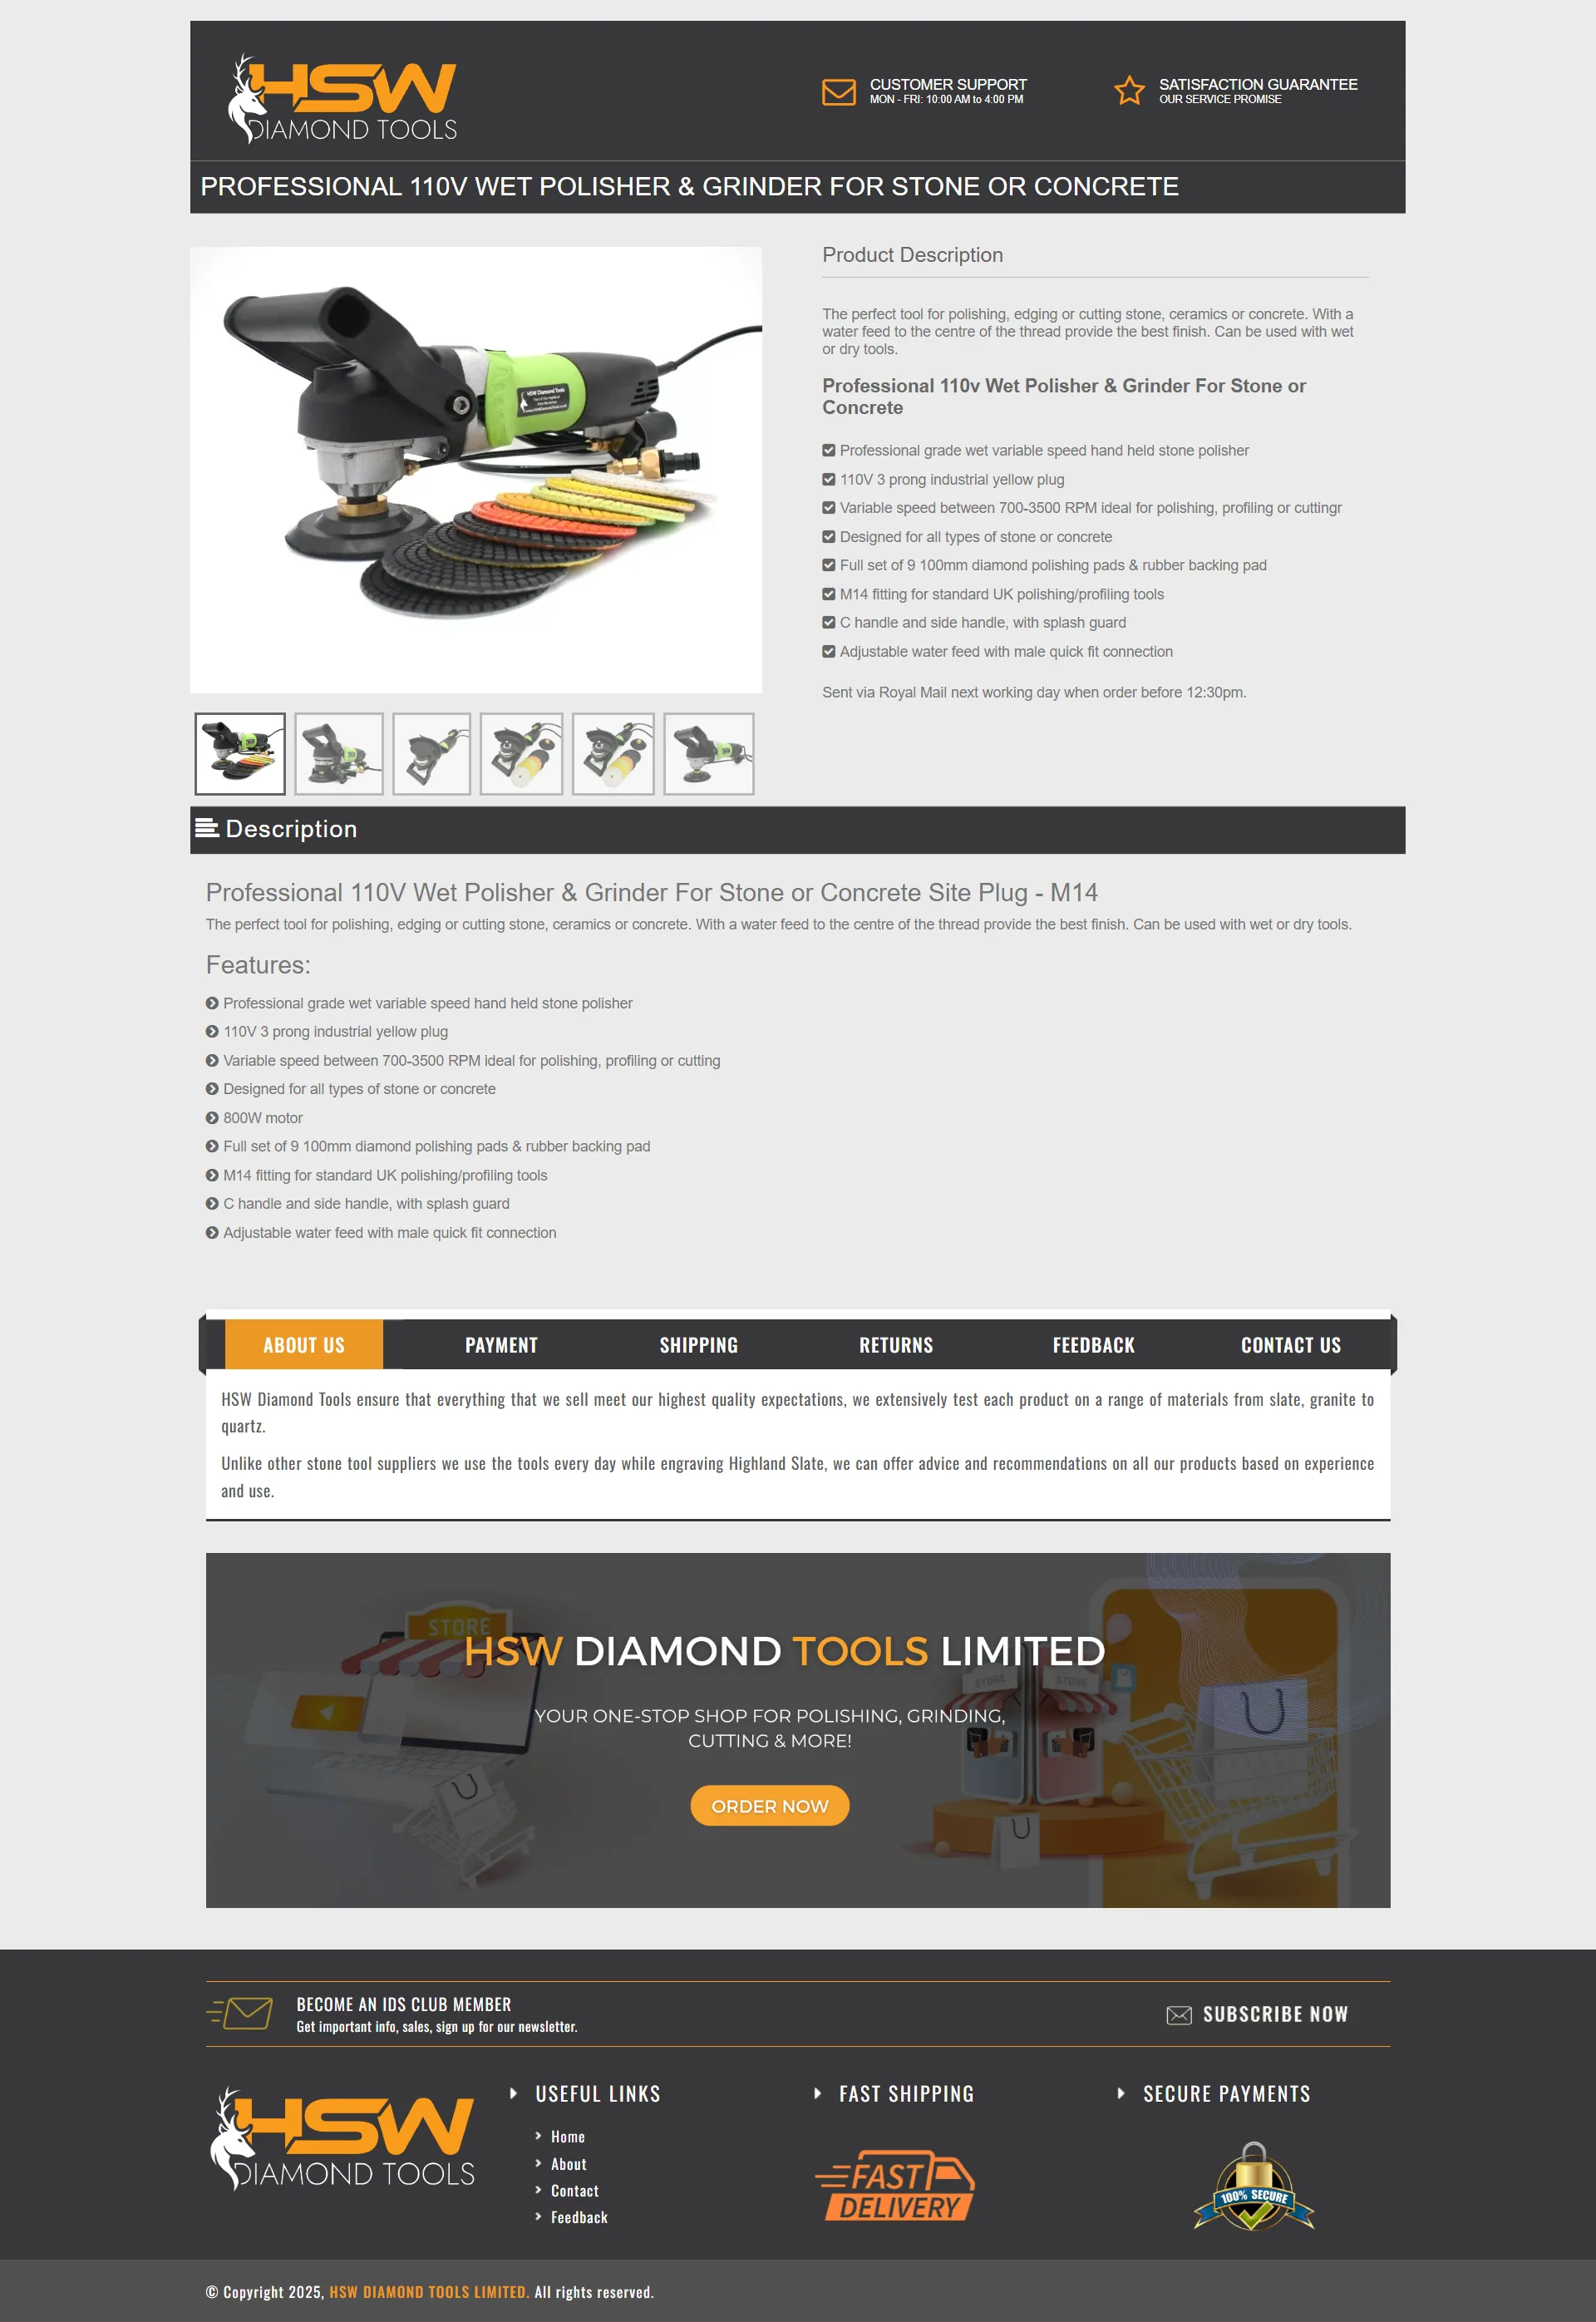 HSW
DIAMOND TOOLS
CUSTOMER SUPPORT
MON - FRI: 10:00 AM to 4:00 PM
SATISFACTION GUARANTEE
OUR SERVICE PROMISE
PROFESSIONAL 110V WET POLISHER & GRINDER FOR STONE OR CONCRETE
HSW Diamond Tools
Product Description
The perfect tool for polishing, edging or cutting stone, ceramics or concrete. With a
water feed to the centre of the thread provide the best finish. Can be used with wet
or dry tools.
Professional 110v Wet Polisher & Grinder For Stone or
Concrete
Professional grade wet variable speed hand held stone polisher
110V 3 prong industrial yellow plug
Variable speed between 700-3500 RPM ideal for polishing, profiling or cuttingr
Designed for all types of stone or concrete
Full set of 9 100mm diamond polishing pads & rubber backing pad
M14 fitting for standard UK polishing/profiling tools
C handle and side handle, with splash guard
Adjustable water feed with male quick fit connection
Sent via Royal Mail next working day when order before 12:30pm.
Description
Professional 110V Wet Polisher & Grinder For Stone or Concrete Site Plug - M14
The perfect tool for polishing, edging or cutting stone, ceramics or concrete. With a water feed to the centre of the thread provide the best finish. Can be used with wet or dry tools.
Features:
Professional grade wet variable speed hand held stone polisher
110V 3 prong industrial yellow plug
Variable speed between 700-3500 RPM ideal for polishing, profiling or cutting
Designed for all types of stone or concrete
800W motor
Full set of 9 100mm diamond polishing pads & rubber backing pad
M14 fitting for standard UK polishing/profiling tools
C handle and side handle, with splash guard
Adjustable water feed with male quick fit connection
ABOUT US PAYMENT SHIPPING RETURNS FEEDBACK CONTACT US
HSW Diamond Tools ensure that everything that we sell meet our highest quality expectations, we extensively test each product on a range of materials from slate, granite to
quartz.
Unlike other stone tool suppliers we use the tools every day while engraving Highland Slate, we can offer advice and recommendations on all our products based on experience
and use.
STORE
HSW DIAMOND TOOLS LIMITED
STORE STORE
YOUR ONE-STOP SHOP FOR POLISHING, GRINDING,
CUTTING & MORE!
ORDER NOW
BECOME AN IDS CLUB MEMBER
Get important info, sales, sign up for our newsletter.
SUBSCRIBE NOW
HSW
DIAMOND TOOLS
USEFUL LINKS
Home
About
Contact
Feedback
FAST SHIPPING
FAST
DELIVERY
SECURE PAYMENTS
100% SECURE
© Copyright 2025, HSW DIAMOND TOOLS LIMITED. All rights reserved.